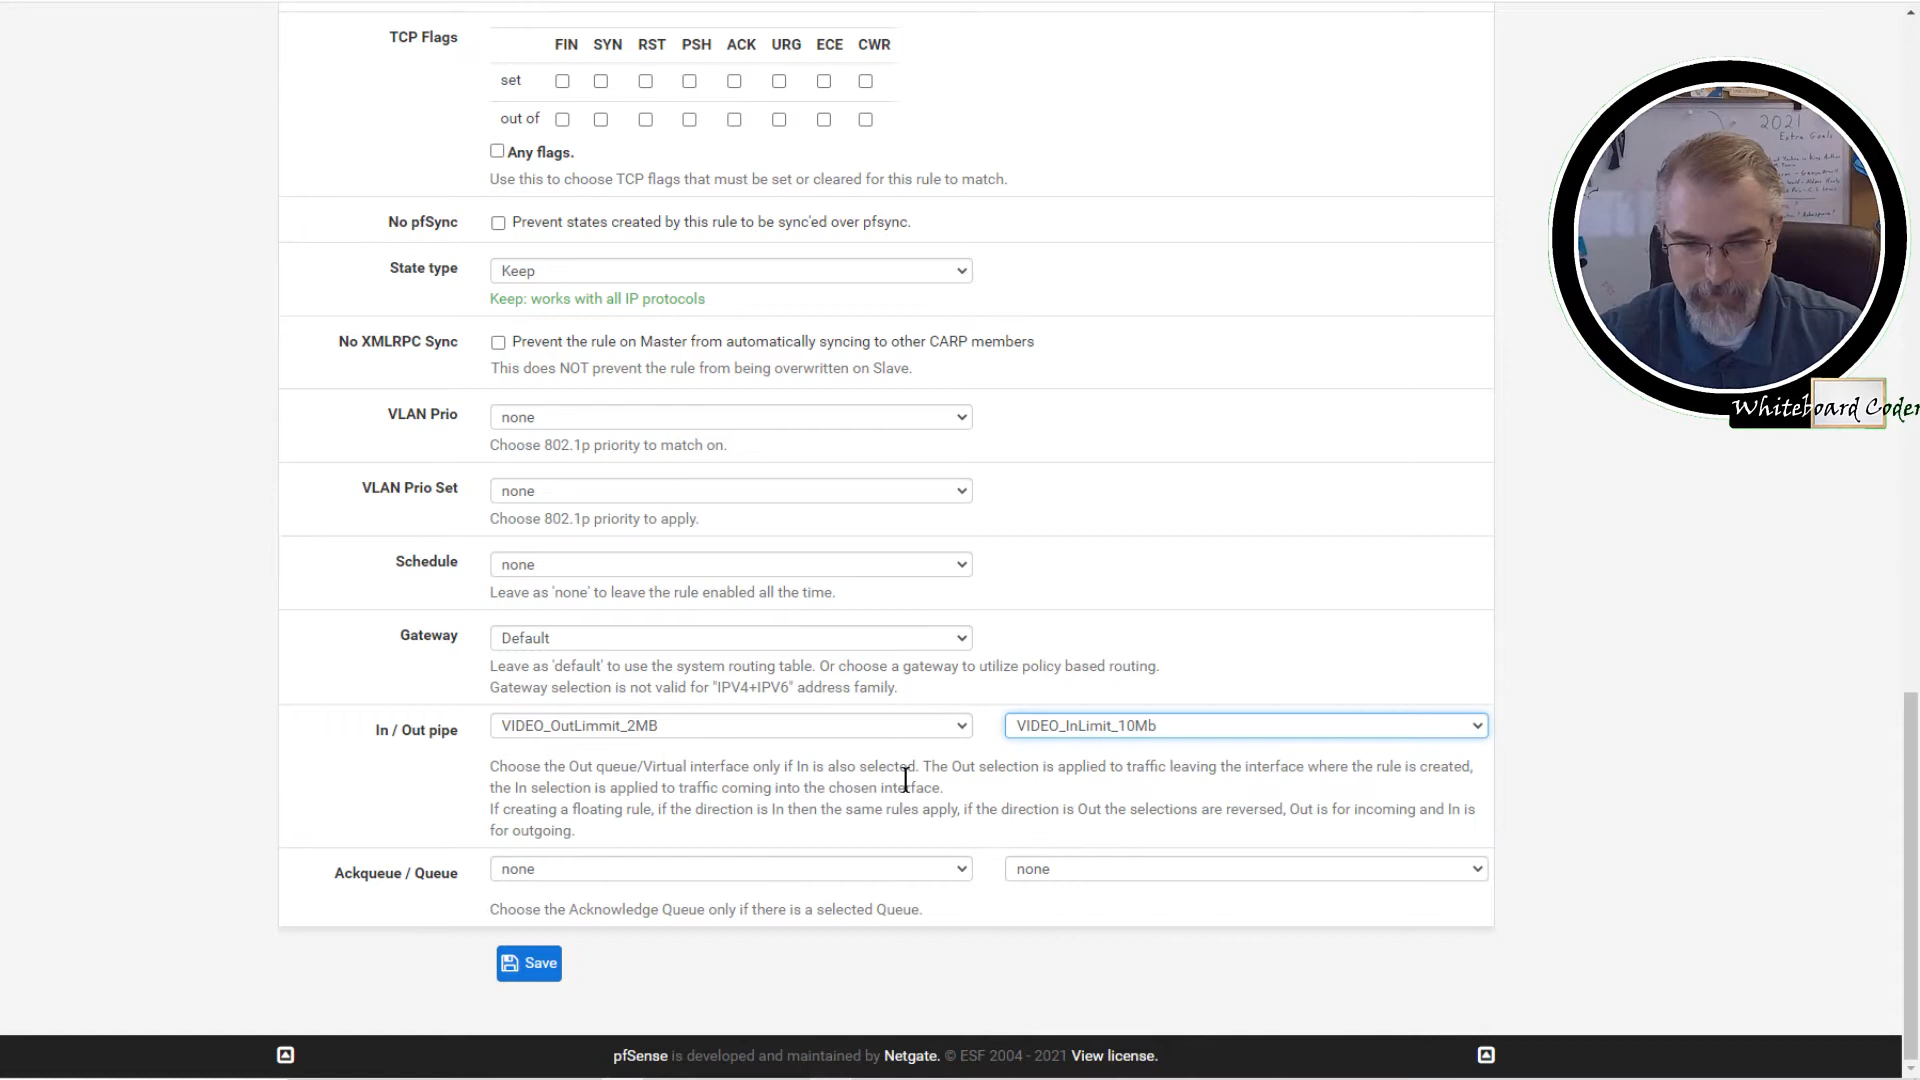 TCP Flags
FIN SYN RST PSH ACK URG ECE CWR
set
out of
Any flags.
Use this to choose TCP flags that must be set or cleared for this rule to match.
No pfSync
Prevent states created by this rule to be sync'ed over pfsync.
State type
Keep
Keep: works with all IP protocols
No XMLRPC Sync
Prevent the rule on Master from automatically syncing to other CARP members
This does NOT prevent the rule from being overwritten on Slave.
VLAN Prio
none
Choose 802.1p priority to match on.
VLAN Prio Set
none
Choose 802.1p priority to apply.
Schedule
none
Leave as 'none' to leave the rule enabled all the time.
Gateway
Default
Leave as 'default' to use the system routing table. Or choose a gateway to utilize policy based routing.
Gateway selection is not valid for "IPV4+IPV6" address family.
In / Out pipe
VIDEO_OutLimmit_2MB
VIDEO_InLimit_10Mb
Choose the Out queue/Virtual interface only if In is also selected. The Out selection is applied to traffic leaving the interface where the rule is created,
the In selection is applied to traffic coming into the chosen interface.
If creating a floating rule, if the direction is In then the same rules apply, if the direction is Out the selections are reversed, Out is for incoming and In is
for outgoing.
Ackqueue / Queue
none
none
Choose the Acknowledge Queue only if there is a selected Queue.
Save
pfSense is developed and maintained by Netgate. © ESF 2004 - 2021 View license.
2021
Extra Goals
Whiteboard Coder